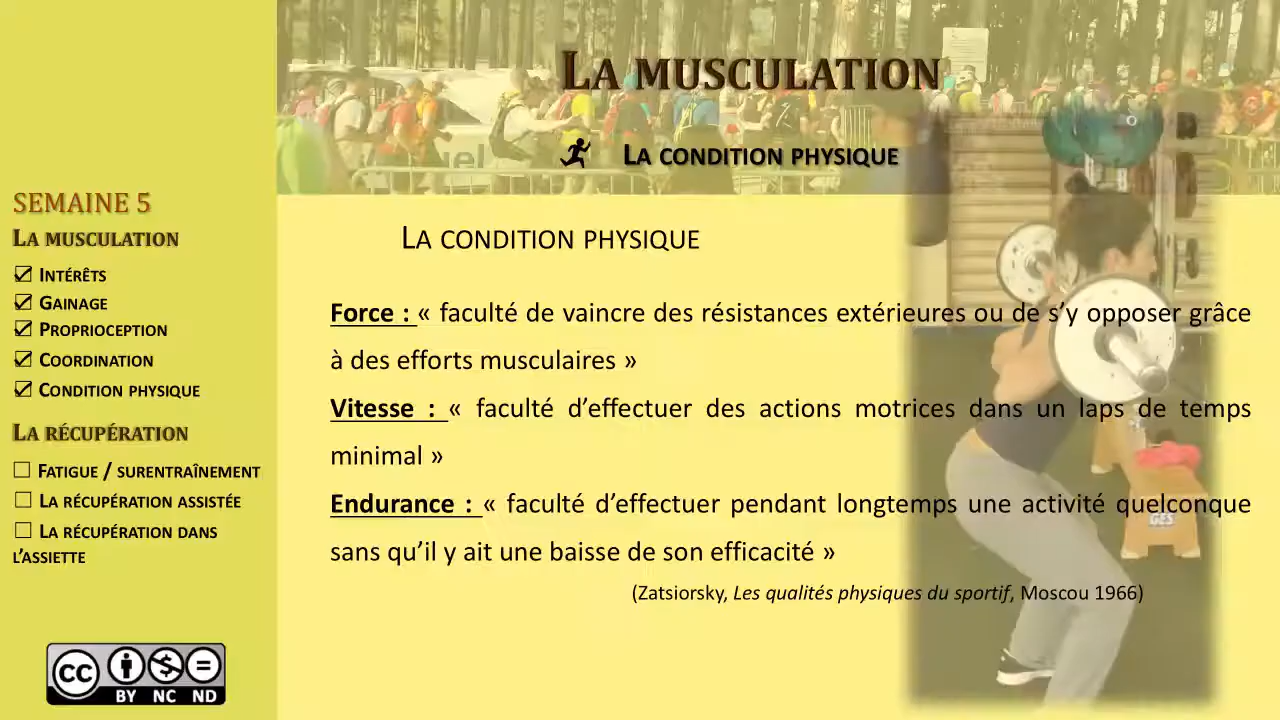 LA MUSCULATION
LA CONDITION PHYSIQUE
SEMAINE 5
LA MUSCULATION
☑ INTÉRÊTS
☑ GAINAGE
☑ PROPRIOCEPTION
☑ COORDINATION
☑ CONDITION PHYSIQUE
LA RÉCUPÉRATION
☐ FATIGUE / SURENTRAÎNEMENT
☐ LA RÉCUPÉRATION ASSISTÉE
☐ LA RÉCUPÉRATION DANS
L’ASSIETTE
LA CONDITION PHYSIQUE
Force : « faculté de vaincre des résistances extérieures ou de s’y opposer grâce
à des efforts musculaires »
Vitesse : « faculté d’effectuer des actions motrices dans un laps de temps
minimal »
Endurance : « faculté d’effectuer pendant longtemps une activité quelconque
sans qu’il y ait une baisse de son efficacité »
(Zatsiorsky, Les qualités physiques du sportif, Moscou 1966)
GES
cc
BY NC ND